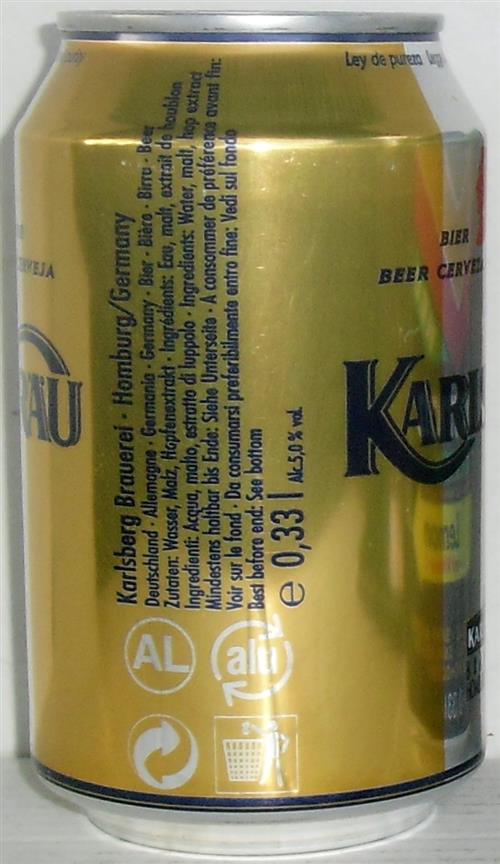 Ley de pureza
BIER
BEER CERVEZA
KARL
RÄU
ERVEJA
Karlsberg Brauerei · Homburg/Germany
Deutschland · Allemagne · Germania · Germany · Bier · Bière · Birra · Beer
Zutaten: Wasser, Malz, Hopfenextrakt · Ingrédients: Eau, malt, extrait de houblon
Ingredienti: Acqua, malto, estratto di luppolo · Ingredients: Water, malt, hop extract
Mindestens haltbar bis Ende: Siehe Unterseite · A consommer de préférence avant fin:
Voir sur le fond · Da consumarsi preferibilmente entro fine: Vedi sul fondo
Best before end: See bottom
e 0,33 l Alc.5,0 % vol.
AL
alu